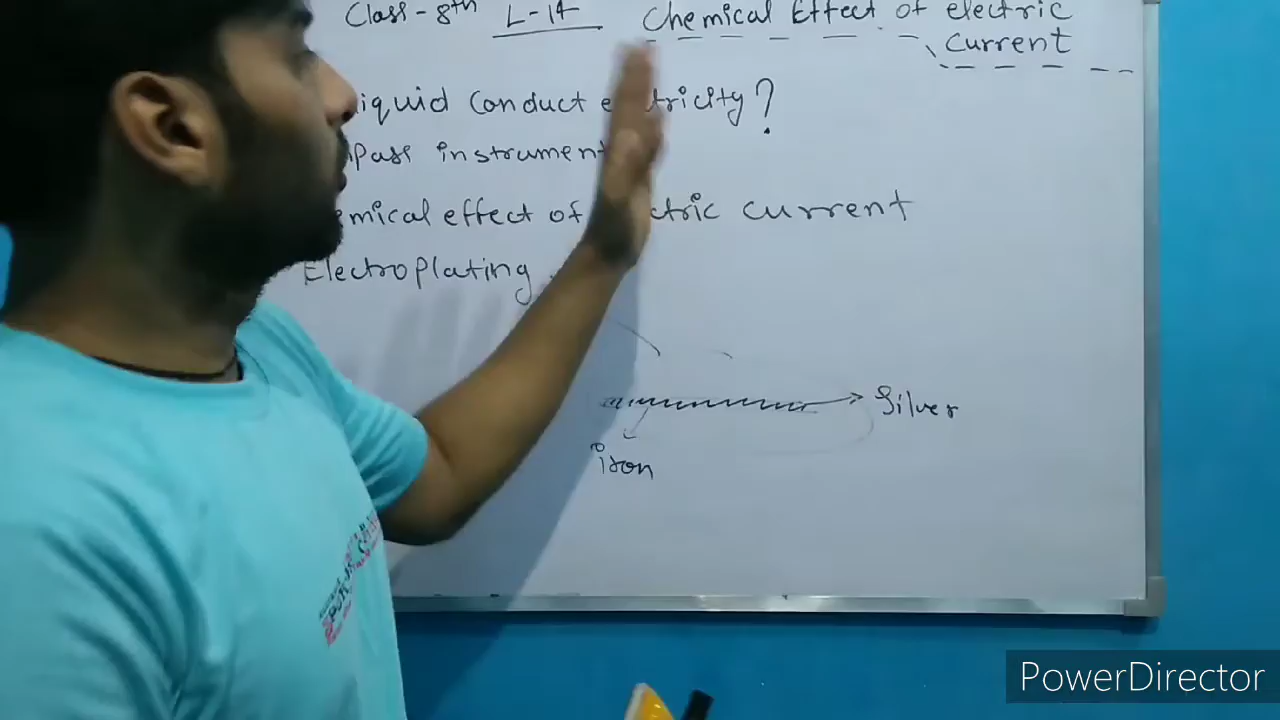 Class - 8th L-14 Chemical Effect of electric
Current
iquid Conduct e tricity?
pass instrument
emical effect of ctric current
Electroplating
Silver
iron
PowerDirector